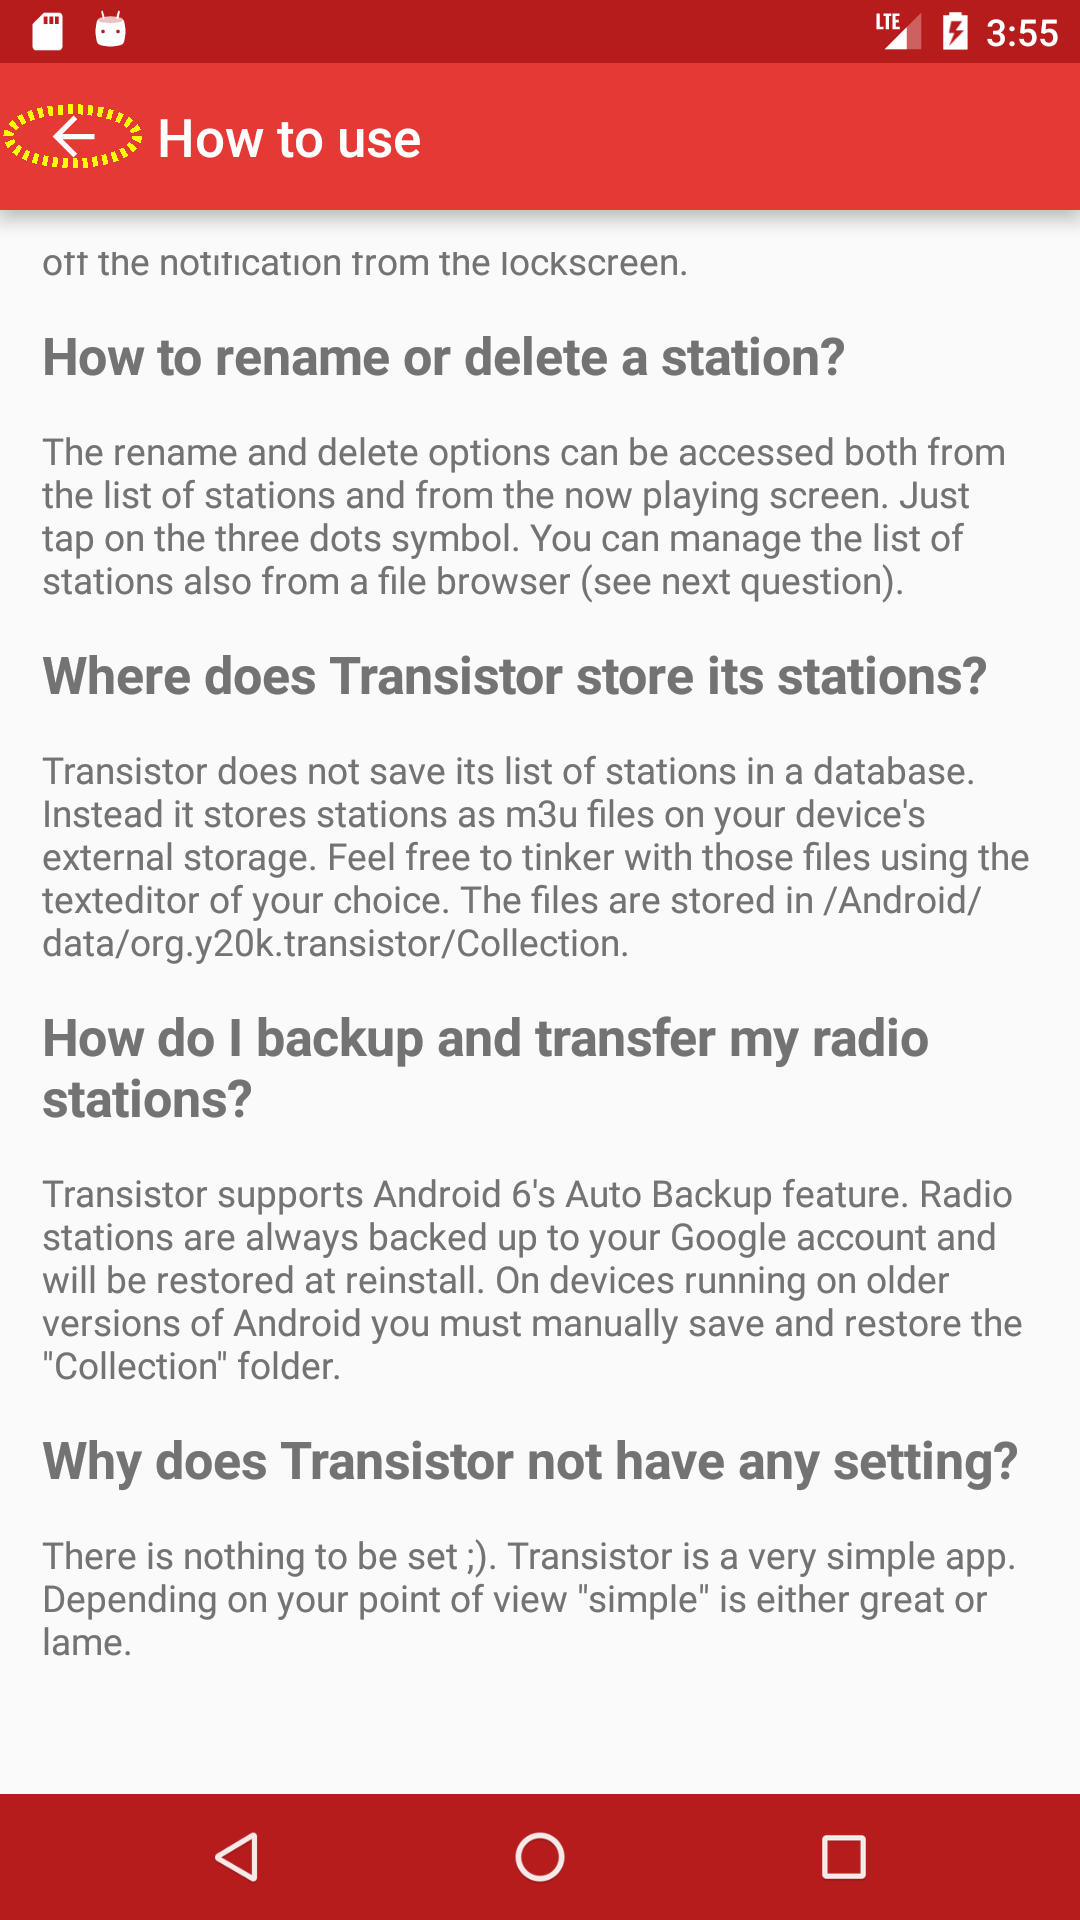 LTE 3:55
How to use
off the notification from the lockscreen.
How to rename or delete a station?
The rename and delete options can be accessed both from
the list of stations and from the now playing screen. Just
tap on the three dots symbol. You can manage the list of
stations also from a file browser (see next question).
Where does Transistor store its stations?
Transistor does not save its list of stations in a database.
Instead it stores stations as m3u files on your device's
external storage. Feel free to tinker with those files using the
texteditor of your choice. The files are stored in /Android/
data/org.y20k.transistor/Collection.
How do I backup and transfer my radio
stations?
Transistor supports Android 6's Auto Backup feature. Radio
stations are always backed up to your Google account and
will be restored at reinstall. On devices running on older
versions of Android you must manually save and restore the
"Collection" folder.
Why does Transistor not have any setting?
There is nothing to be set ;). Transistor is a very simple app.
Depending on your point of view "simple" is either great or
lame.